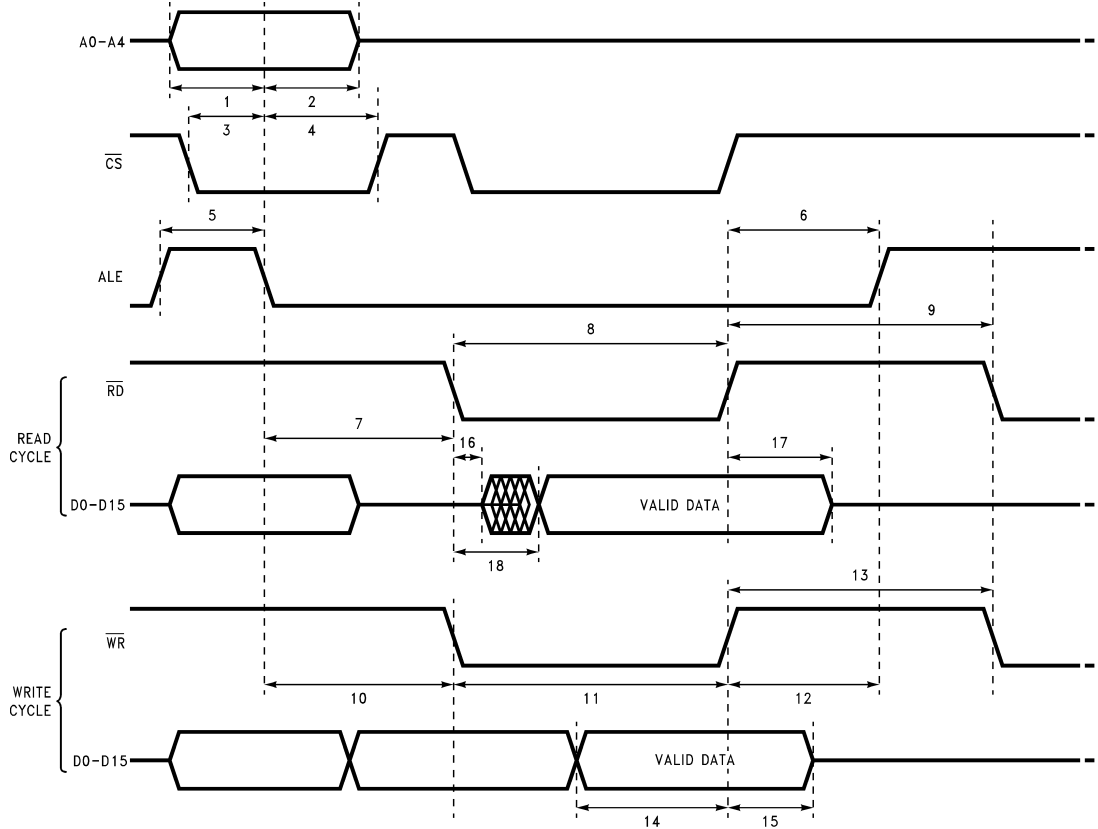 A0-A4
1 2
3 4
CS
5 6
ALE
9
8
RD
7
16 17
READ
CYCLE
D0-D15 VALID DATA
18
13
WR
10 11 12
WRITE
CYCLE
D0-D15 VALID DATA
14 15